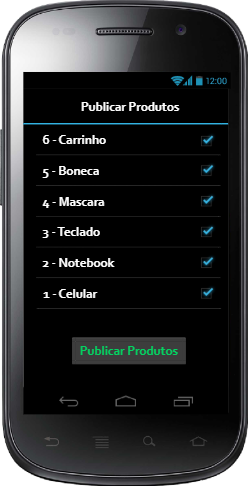 12:00
Publicar Produtos
6 - Carrinho
5 - Boneca
4 - Mascara
3 - Teclado
2 - Notebook
1 - Celular
Publicar Produtos